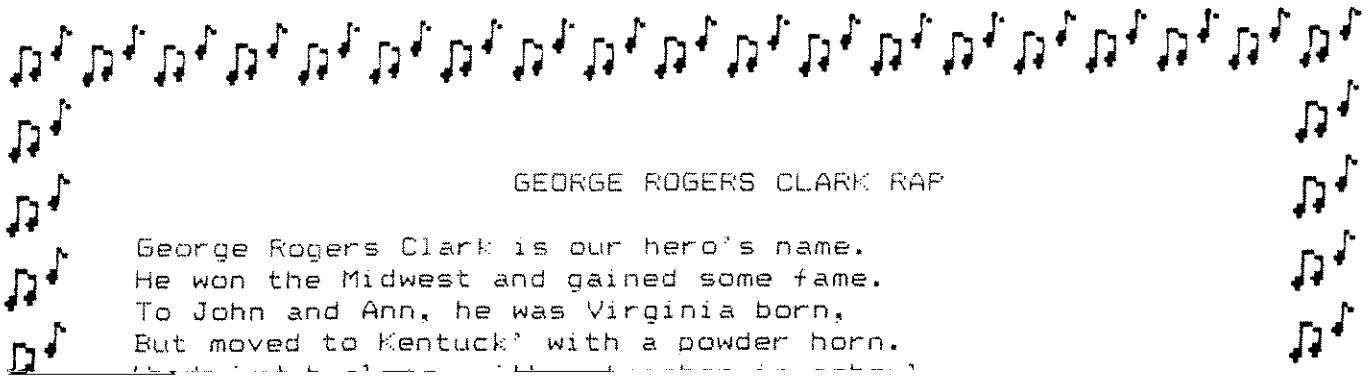 GEORGE ROGERS CLARK RAP
George Rogers Clark is our hero's name.
He won the Midwest and gained some fame.
To John and Ann, he was Virginia born,
But moved to Kentuck' with a powder horn.